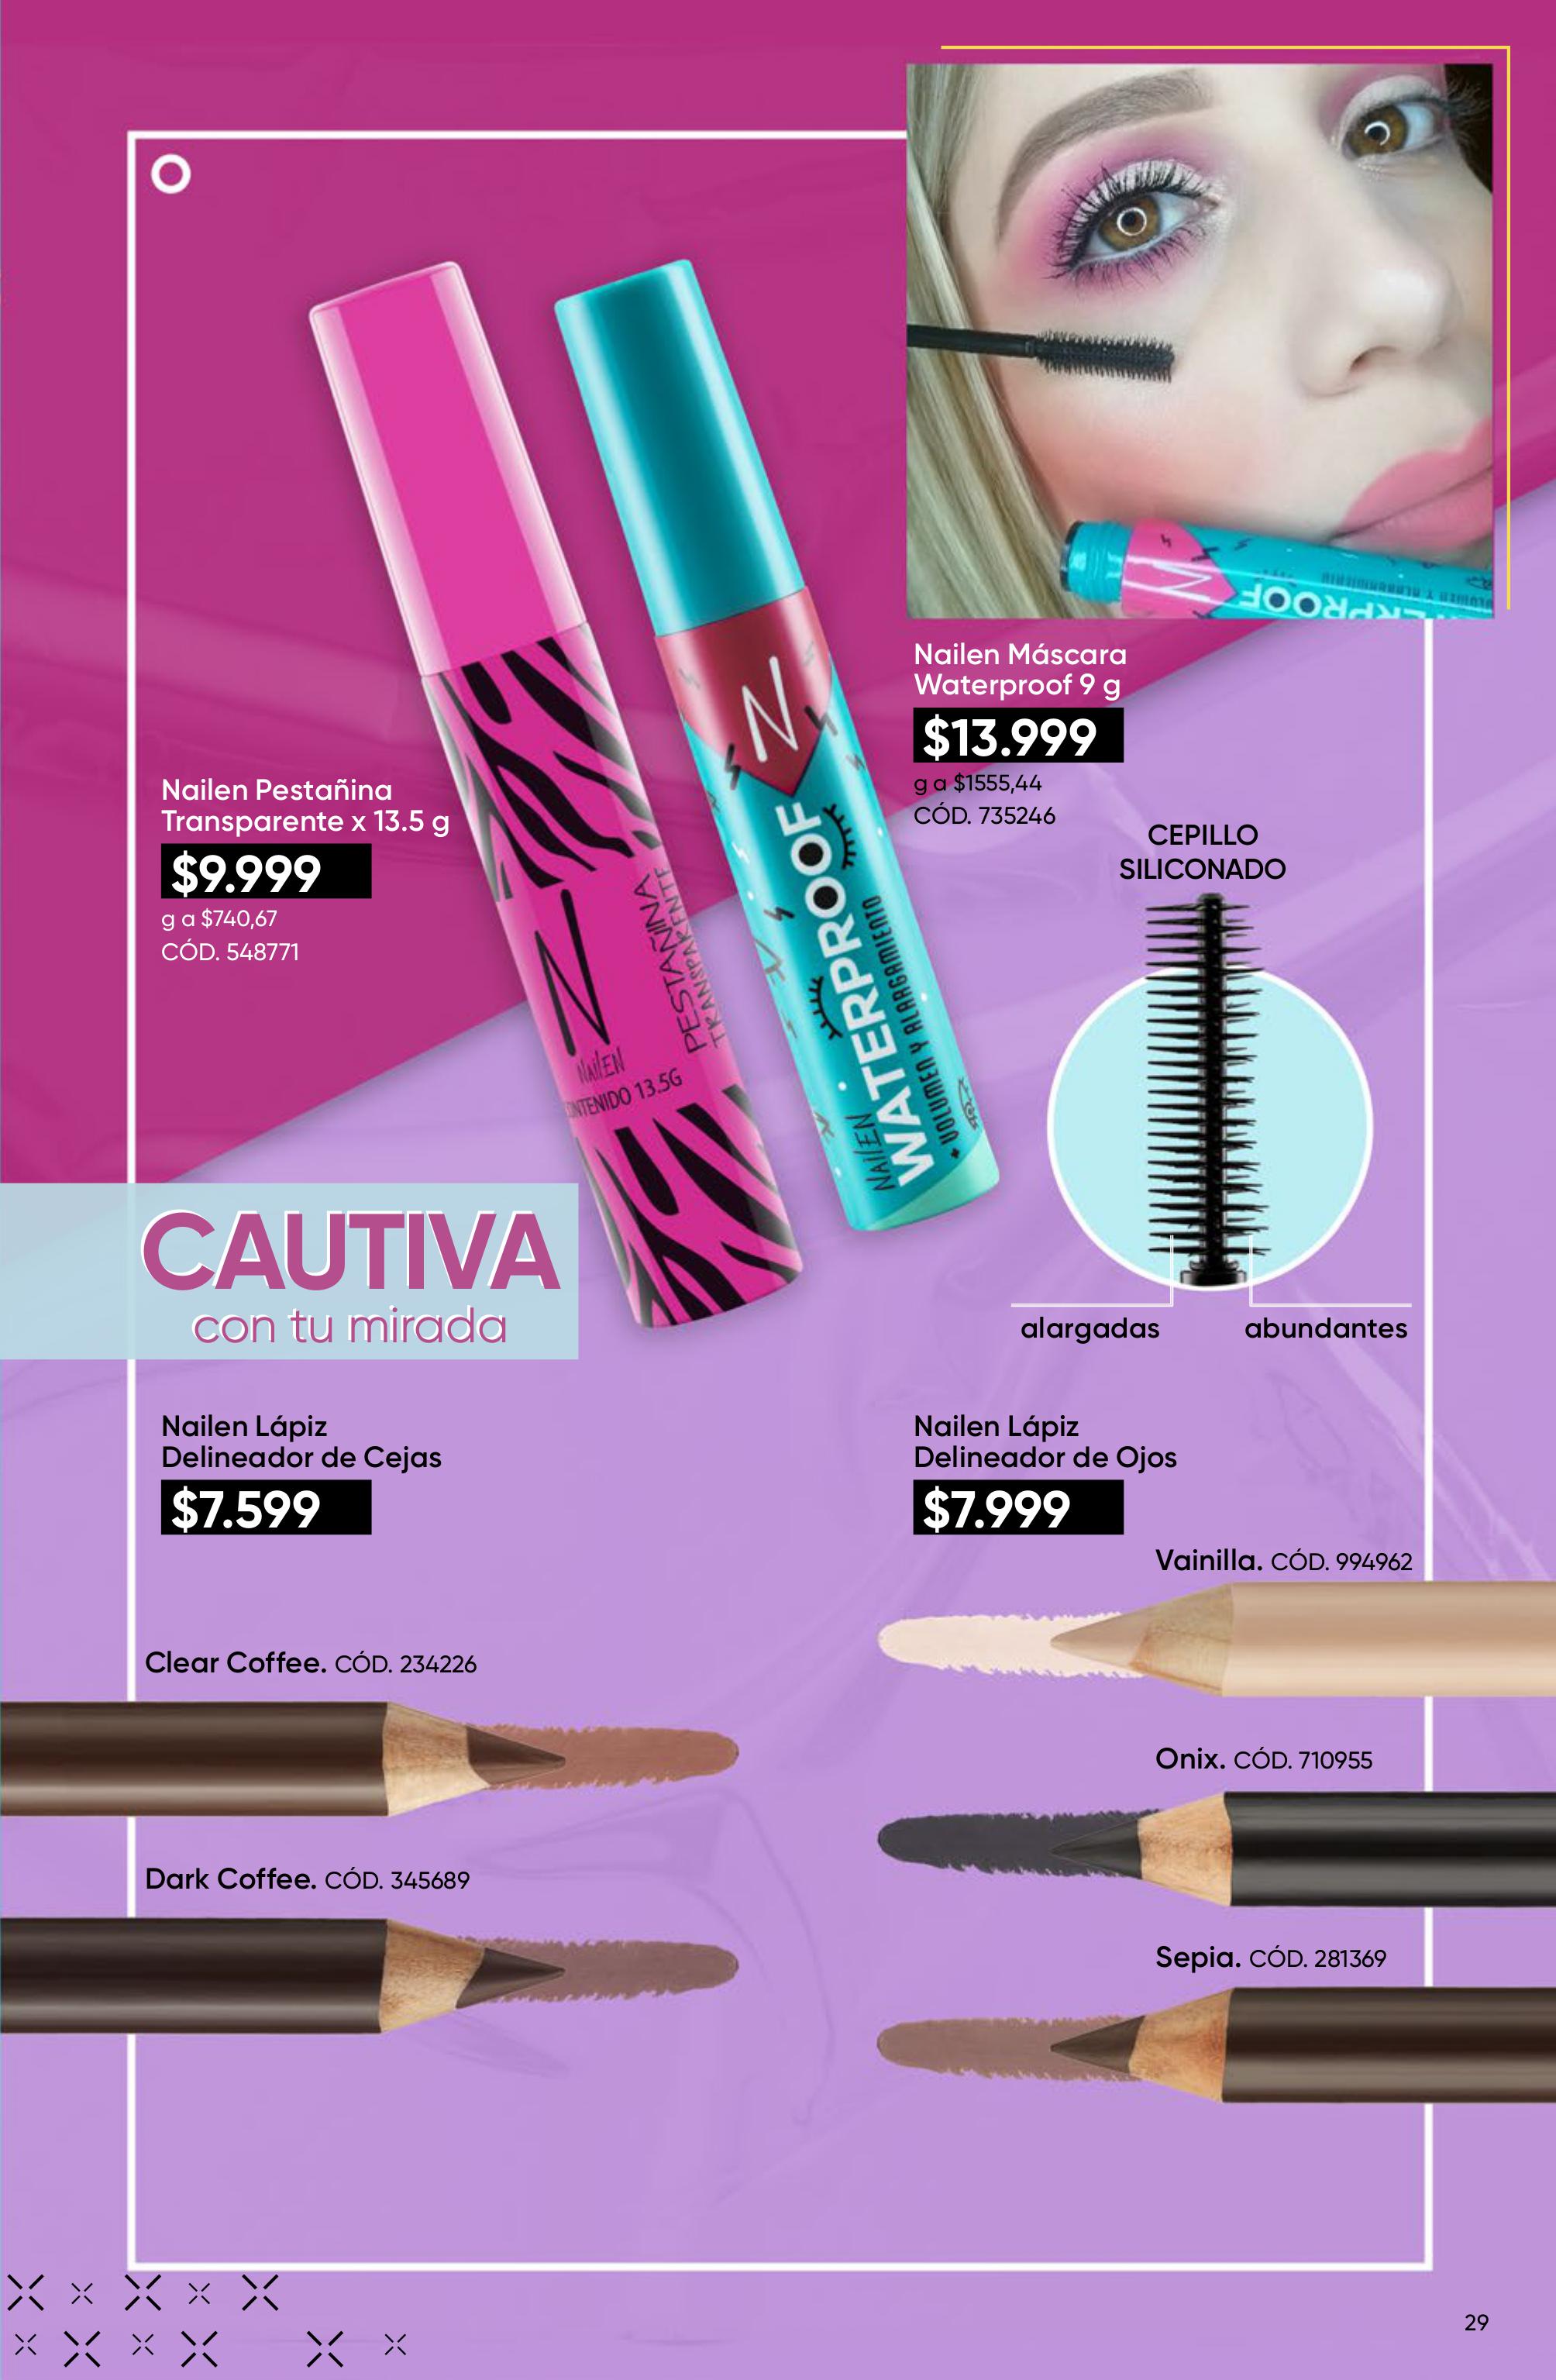 Nailen Máscara
Waterproof 9 g
$13.999
g a $1555,44
CÓD. 735246
Nailen Pestañina
Transparente x 13.5 g
$9.999
g a $740,67
CÓD. 548771
N
NAILEN
PESTAÑINA
TRANSPARENTE
CONTENIDO 13.5G
N
NAILEN
WATERPROOF
+ VOLUMEN Y ALARGAMIENTO
CEPILLO
SILICONADO
alargadas
abundantes
CAUTIVA
con tu mirada
Nailen Lápiz
Delineador de Cejas
$7.599
Clear Coffee. CÓD. 234226
Dark Coffee. CÓD. 345689
Nailen Lápiz
Delineador de Ojos
$7.999
Vainilla. CÓD. 994962
Onix. CÓD. 710955
Sepia. CÓD. 281369
29